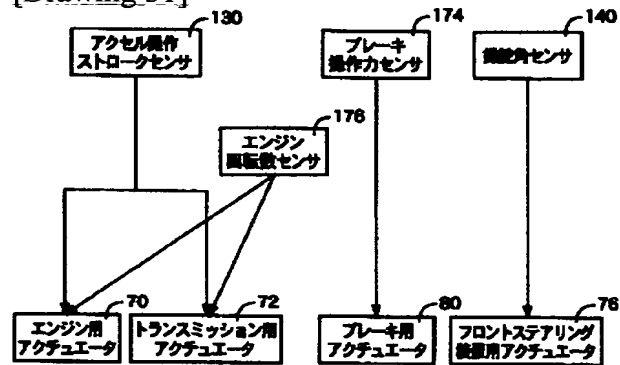 130
アクセル操作
ストロークセンサ
174
ブレーキ
操作力センサ
140
操舵角センサ
176
エンジン
回転数センサ
70
エンジン用
アクチュエータ
72
トランスミッション用
アクチュエータ
80
ブレーキ用
アクチュエータ
76
フロントステアリング
装置用アクチュエータ